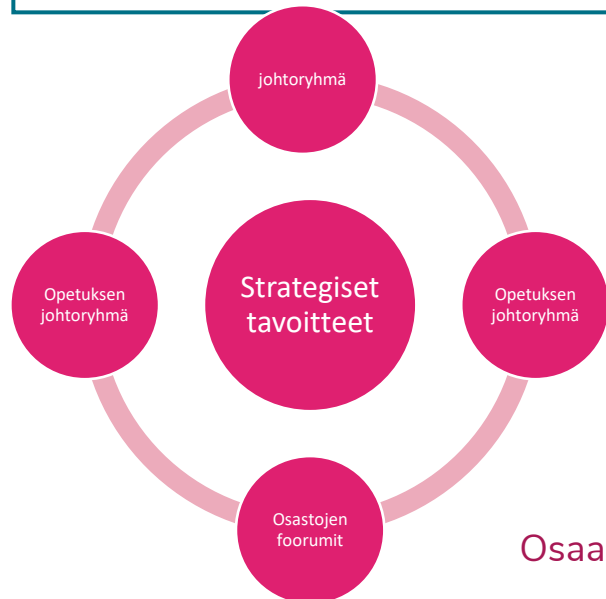 johtoryhmä
Opetuksen
johtoryhmä
Strategiset
tavoitteet
Opetuksen
johtoryhmä
Osastojen
foorumit
Osaa